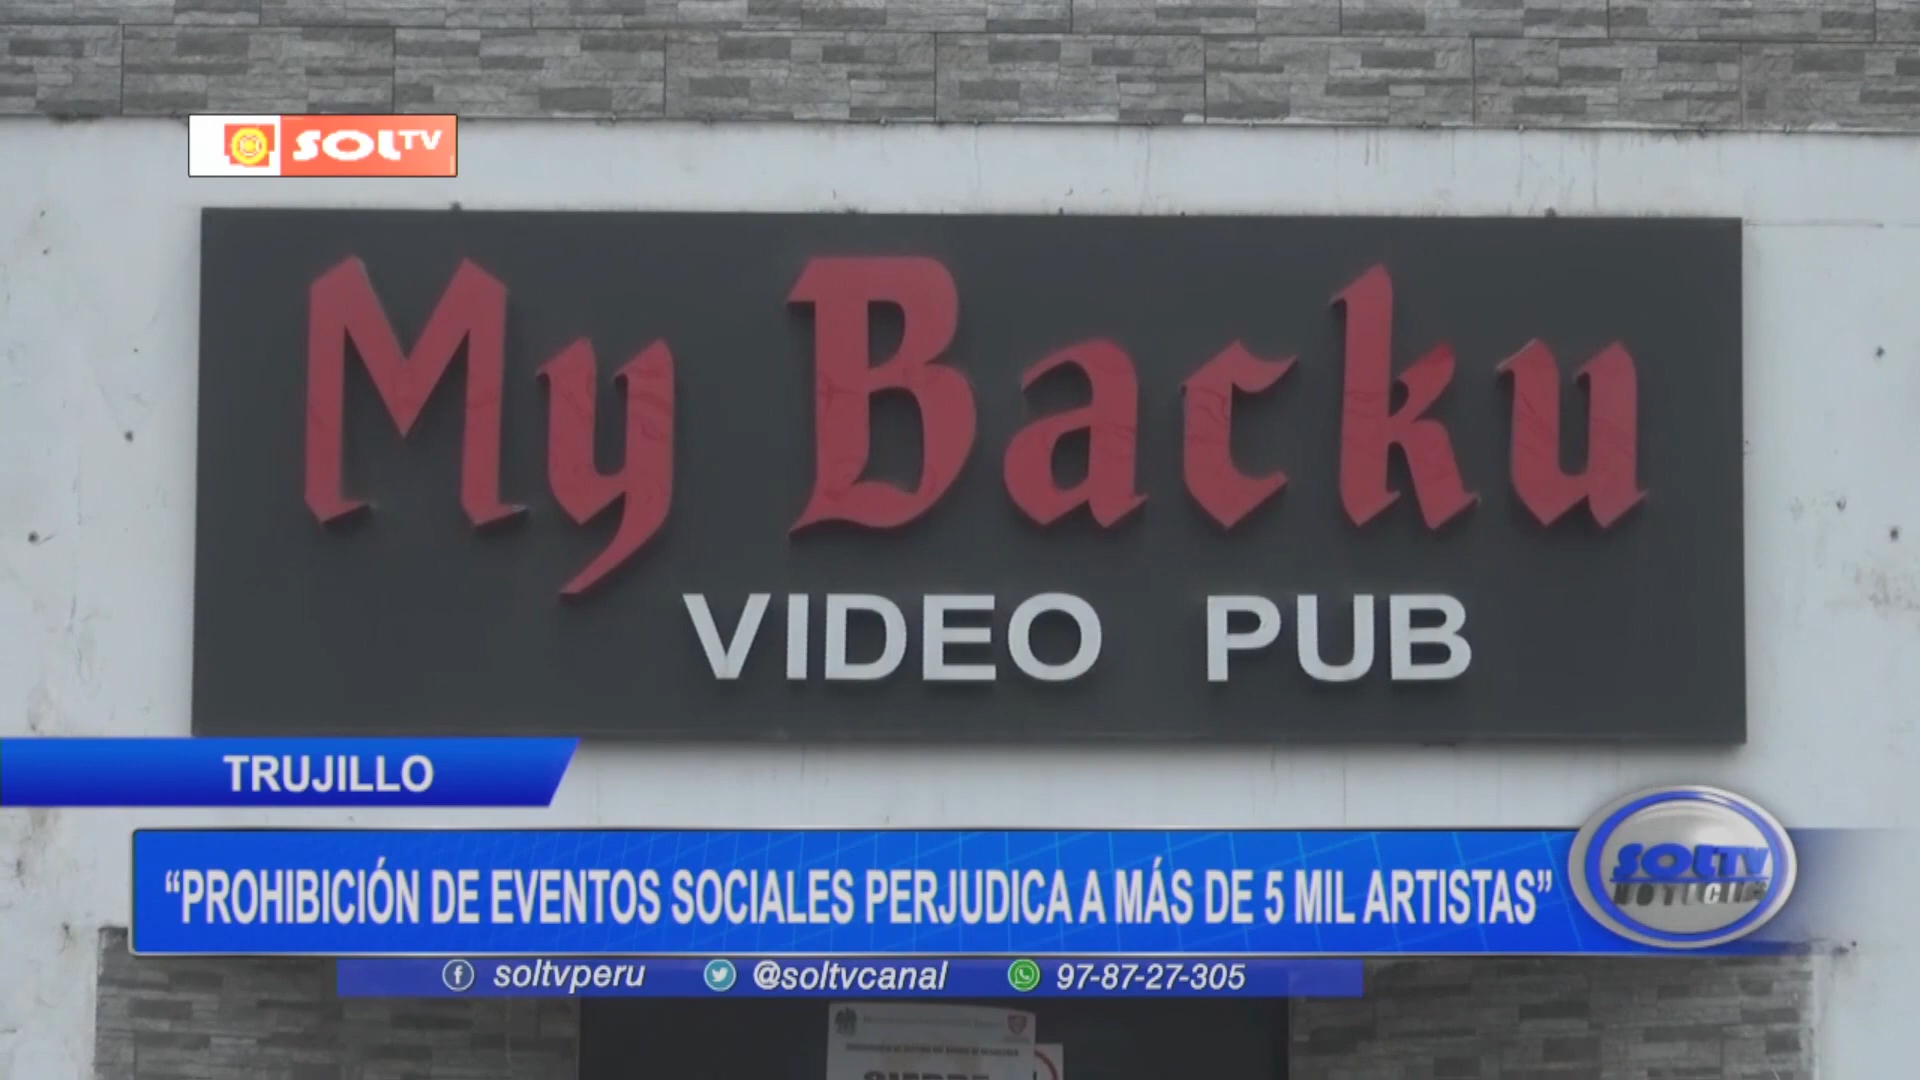 SOLTV
My Backu
VIDEO PUB
TRUJILLO
“PROHIBICIÓN DE EVENTOS SOCIALES PERJUDICA A MÁS DE 5 MIL ARTISTAS”
SOLTV
NOTICIAS
soltvperu @soltvcanal 97-87-27-305